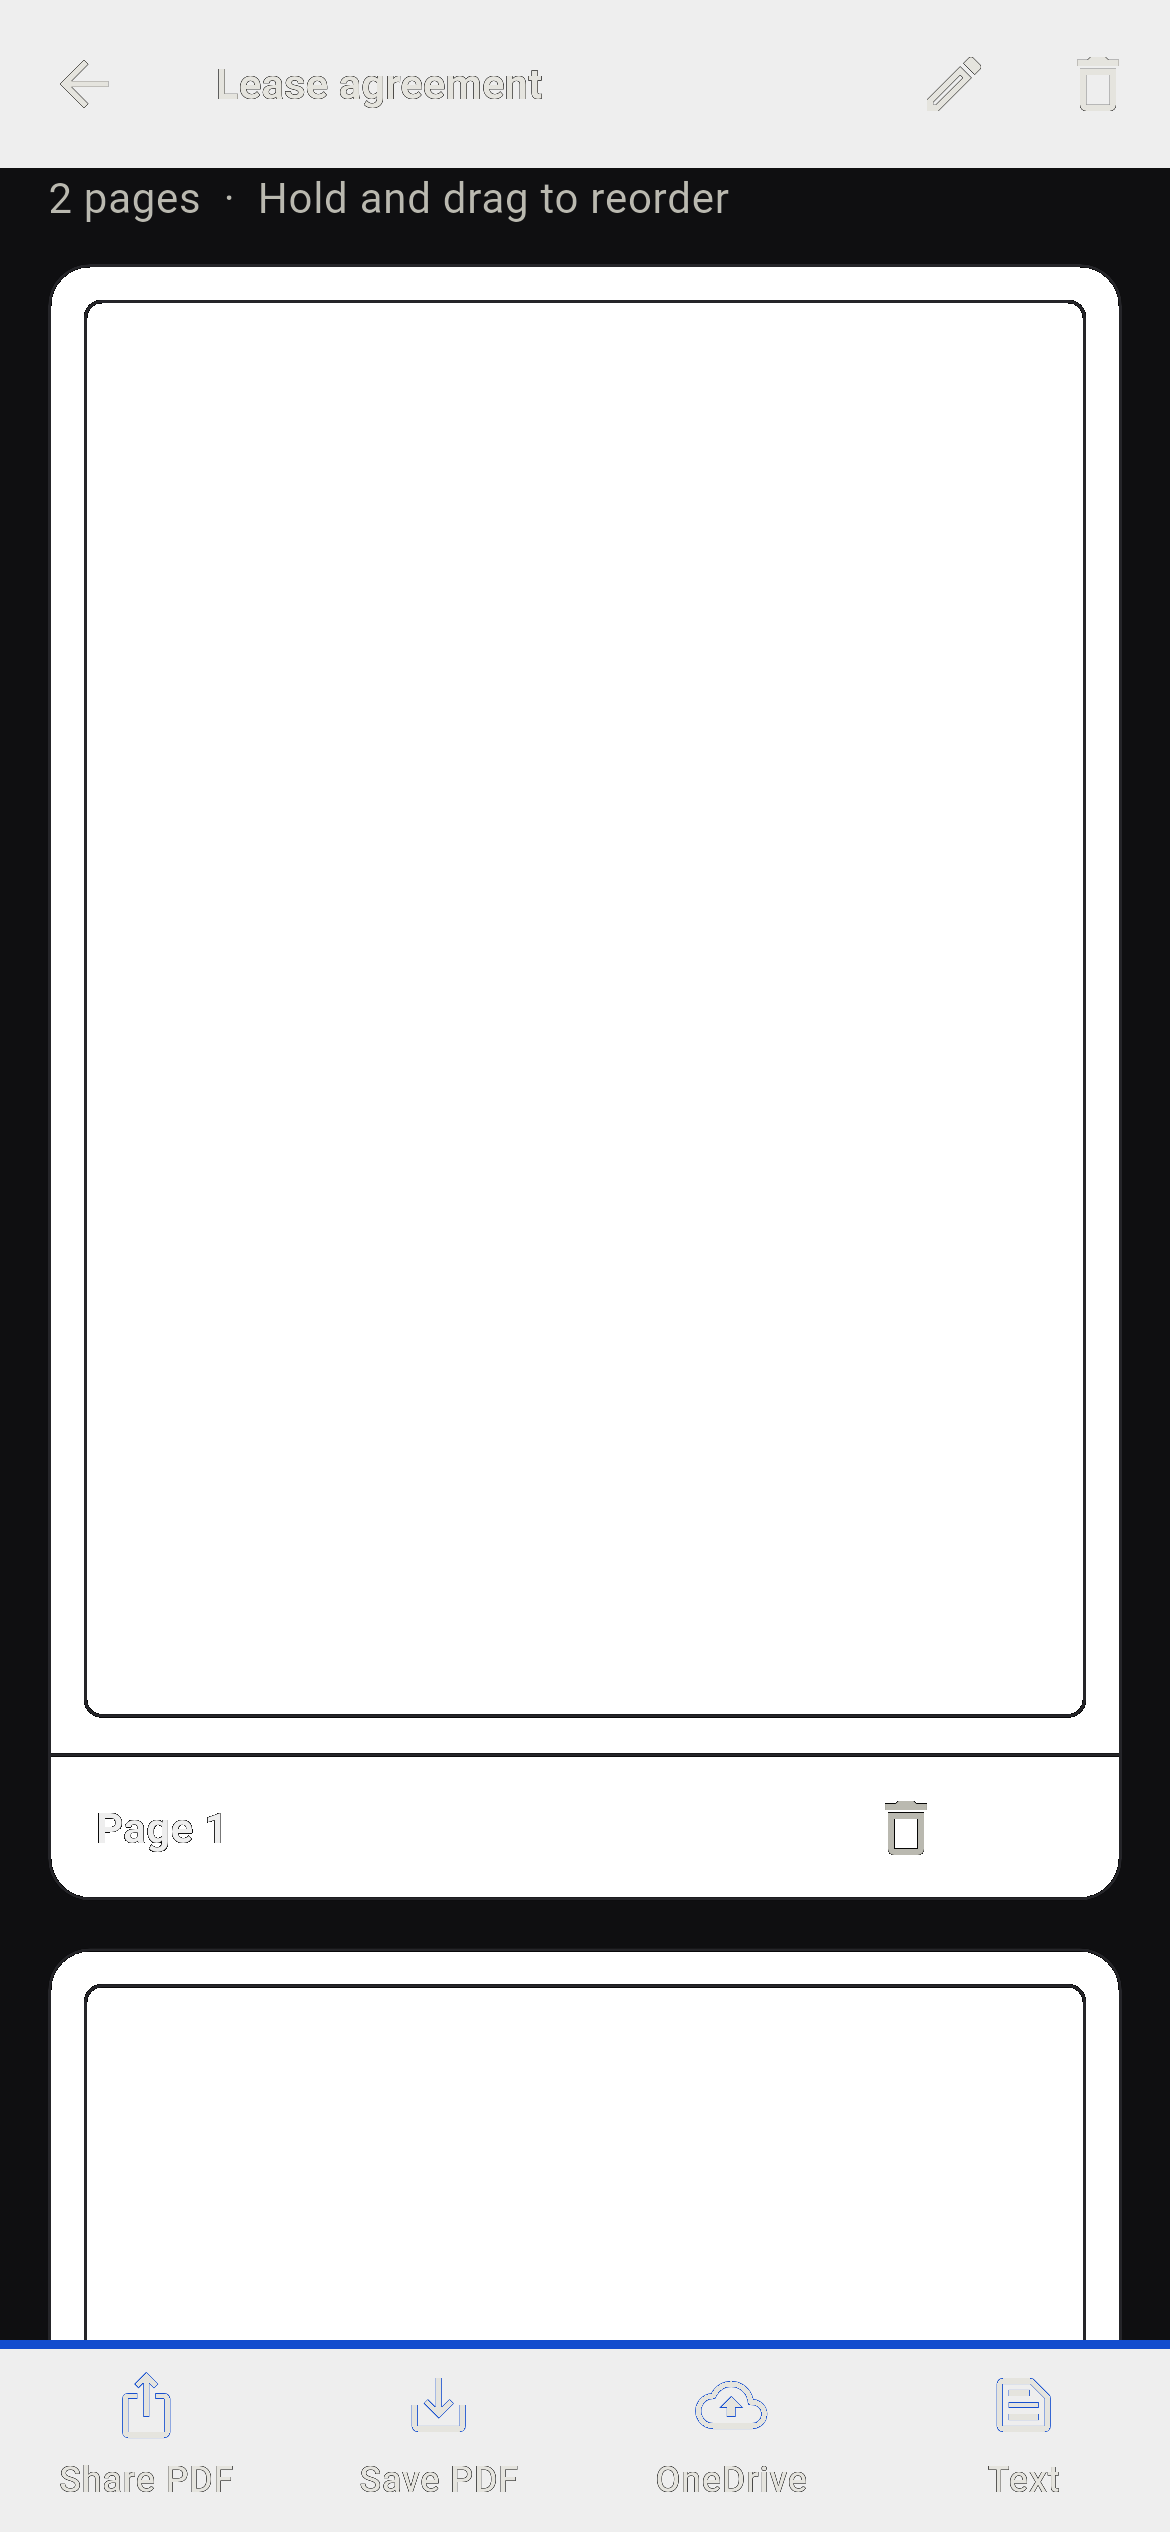 Lease agreement
2 pages · Hold and drag to reorder
Page 1
Share PDF
Save PDF
OneDrive
Text